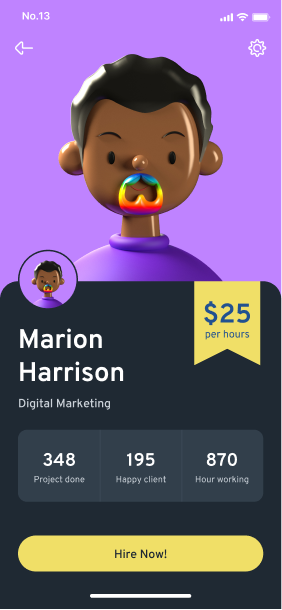 No.13
$25
per hours
Marion
Harrison
Digital Marketing
348
195
870
Project done
Happy client
Hour working
Hire Now!